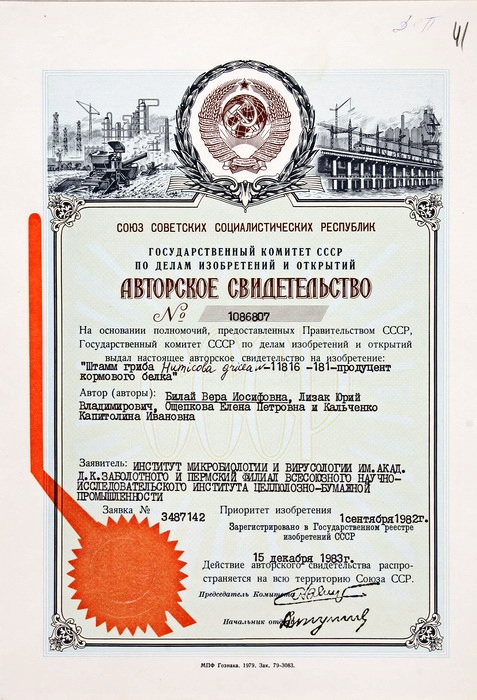 41
СОЮЗ СОВЕТСКИХ СОЦИАЛИСТИЧЕСКИХ РЕСПУБЛИК
ГОСУДАРСТВЕННЫЙ КОМИТЕТ СССР
ПО ДЕЛАМ ИЗОБРЕТЕНИЙ И ОТКРЫТИЙ
АВТОРСКОЕ СВИДЕТЕЛЬСТВО
№ 1086807
На основании полномочий, предоставленных Правительством СССР,
Государственный комитет СССР по делам изобретений и открытий
выдал настоящее авторское свидетельство на изобретение:
"Штамм гриба Humicola grisea -11816 -181-продуцент
кормового белка"
Автор (авторы): Билай Вера Иосифовна, Лизак Юрий
Владимирович, Ощепкова Елена Петровна и Кальченко
Капитолина Ивановна
СССР
Заявитель: ИНСТИТУТ МИКРОБИОЛОГИИ И ВИРУСОЛОГИИ ИМ.АКАД.
Д.К.ЗАБОЛОТНОГО И ПЕРМСКИЙ ФИЛИАЛ ВСЕСОЮЗНОГО НАУЧНО-
ИССЛЕДОВАТЕЛЬСКОГО ИНСТИТУТА ЦЕЛЛЮЛОЗНО-БУМАЖНОЙ
ПРОМЫШЛЕННОСТИ
Заявка № 3487142 Приоритет изобретения 1сентября1982г.
Зарегистрировано в Государственном реестре
изобретений СССР
15 декабря 1983г.
Действие авторского свидетельства распро-
страняется на всю территорию Союза ССР.
Председатель Комитета
Начальник отдела
МПФ Гознака. 1979. Зак. 79-3083.